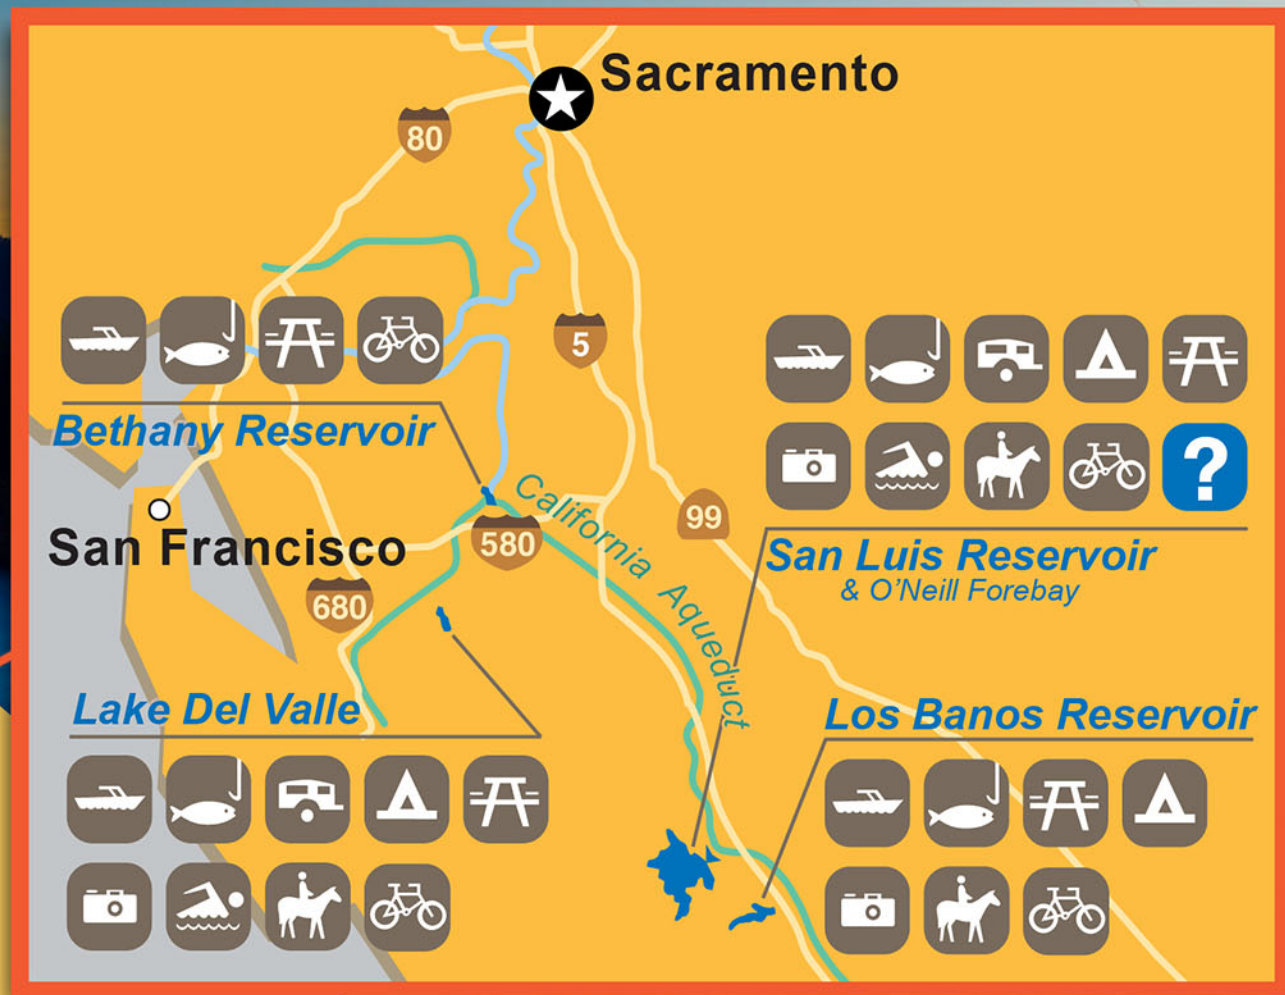 Sacramento
80
5
Bethany Reservoir
San Francisco
California Aqueduct
580
99
680
San Luis Reservoir
& O'Neill Forebay
?
Lake Del Valle
Los Banos Reservoir